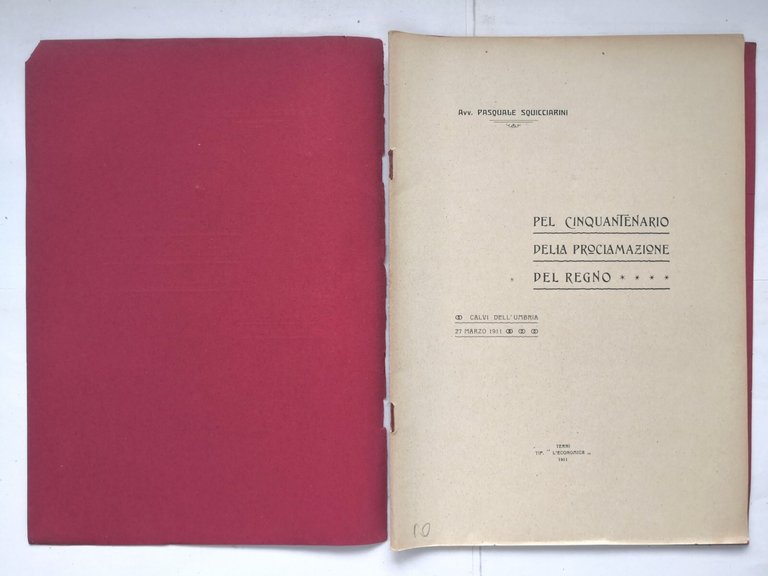 Avv. PASQUALE SQUICCIARINI
PEL CINQUANTENARIO
DELLA PROCLAMAZIONE
DEL REGNO * * * *
CALVI DELL'UMBRIA
27 MARZO 1911
TERNI
TIP. " L'ECONOMICA „
1911
10